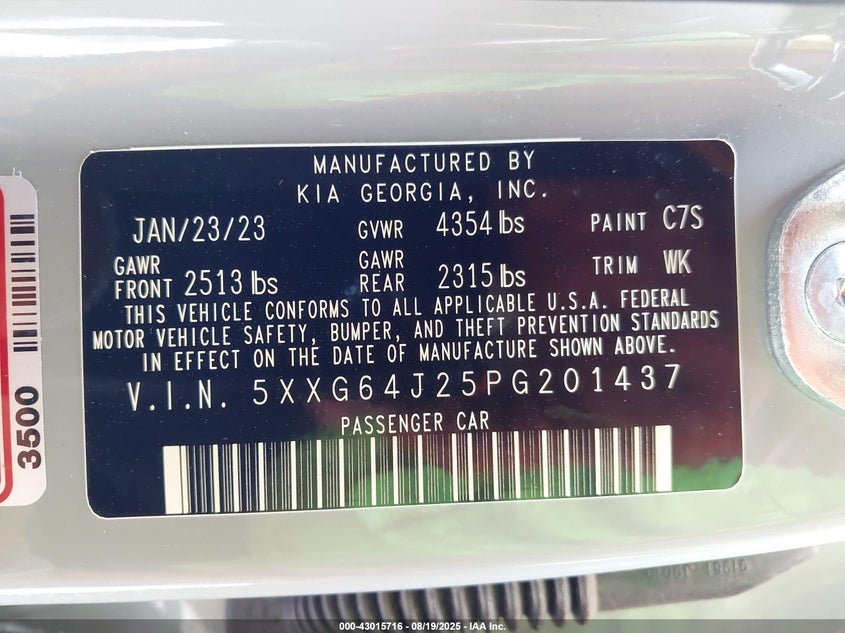 MANUFACTURED BY
KIA GEORGIA, INC.
JAN/23/23 GVWR 4354 lbs PAINT C7S
GAWR FRONT 2513 lbs GAWR REAR 2315 lbs TRIM WK
THIS VEHICLE CONFORMS TO ALL APPLICABLE U.S.A. FEDERAL
MOTOR VEHICLE SAFETY, BUMPER, AND THEFT PREVENTION STANDARDS
IN EFFECT ON THE DATE OF MANUFACTURE SHOWN ABOVE.
V.I.N. 5XXG64J25PG201437
PASSENGER CAR
3500
000-43015716 - 08/19/2025 - IAA Inc.